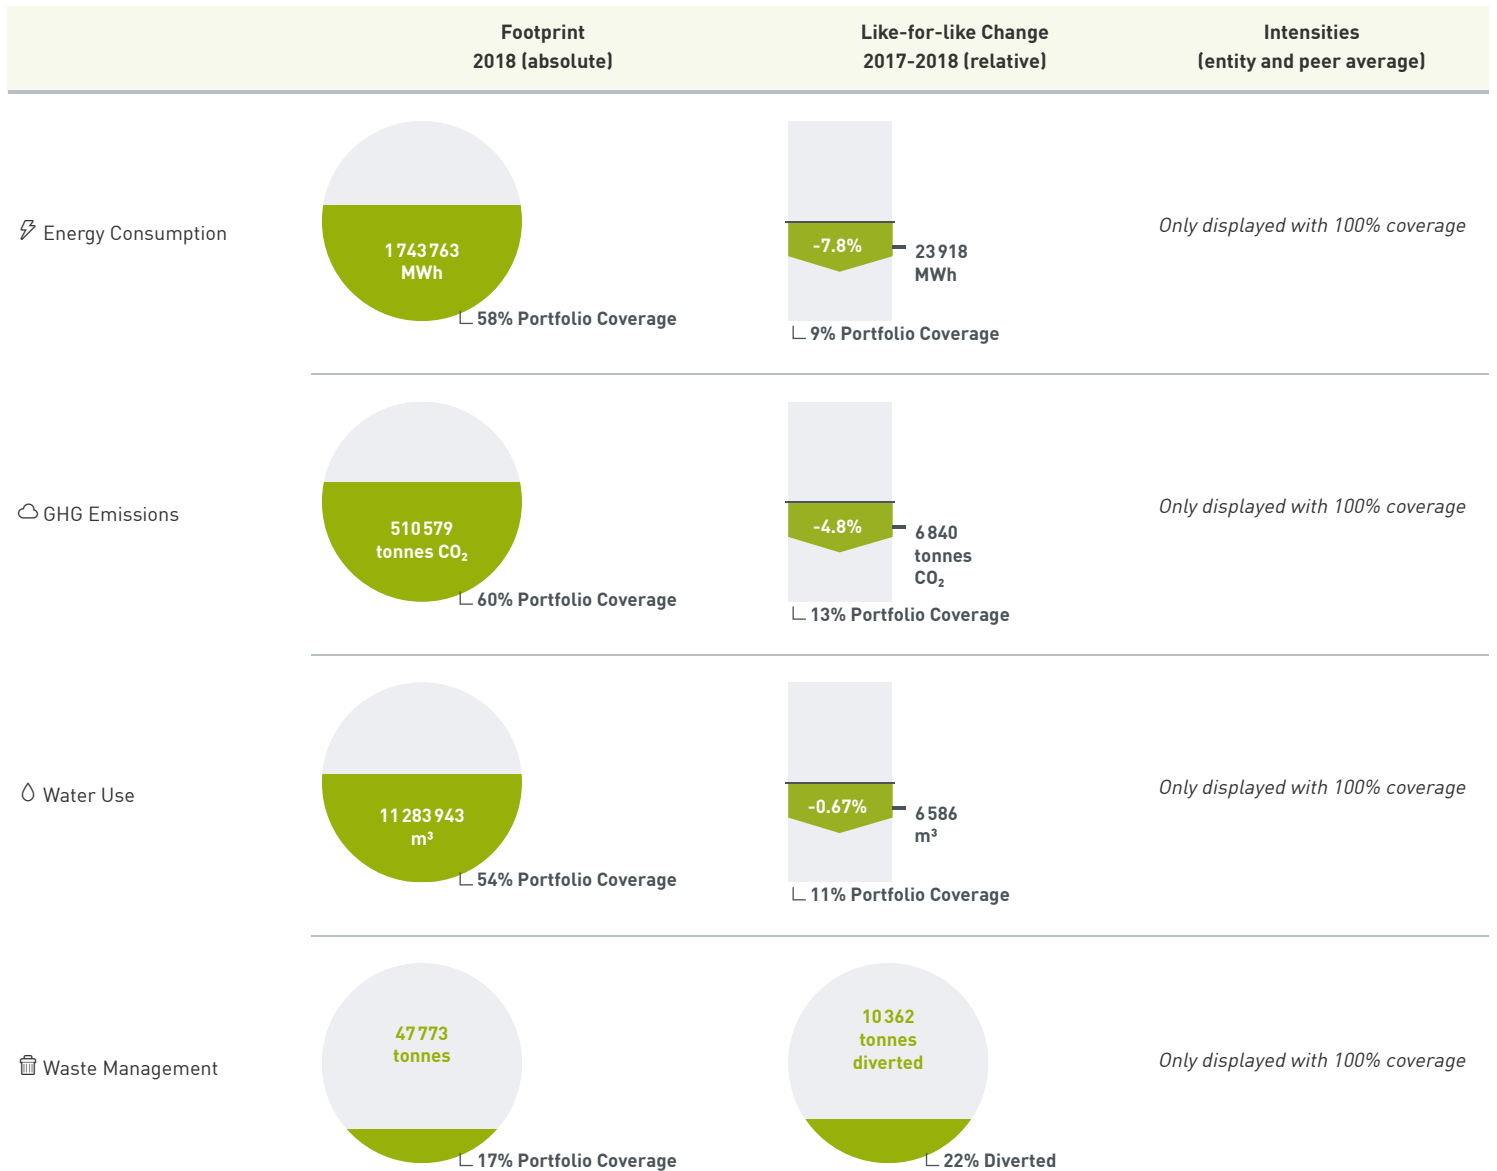 Footprint
2018 (absolute)
Like-for-like Change
2017-2018 (relative)
Intensities
(entity and peer average)
Energy Consumption
1 743 763
MWh
58% Portfolio Coverage
-7.8%
23 918
MWh
9% Portfolio Coverage
Only displayed with 100% coverage
GHG Emissions
510 579
tonnes CO₂
60% Portfolio Coverage
-4.8%
6 840
tonnes
CO₂
13% Portfolio Coverage
Only displayed with 100% coverage
Water Use
11 283 943
m³
54% Portfolio Coverage
-0.67%
6 586
m³
11% Portfolio Coverage
Only displayed with 100% coverage
Waste Management
47 773
tonnes
17% Portfolio Coverage
10 362
tonnes
diverted
22% Diverted
Only displayed with 100% coverage